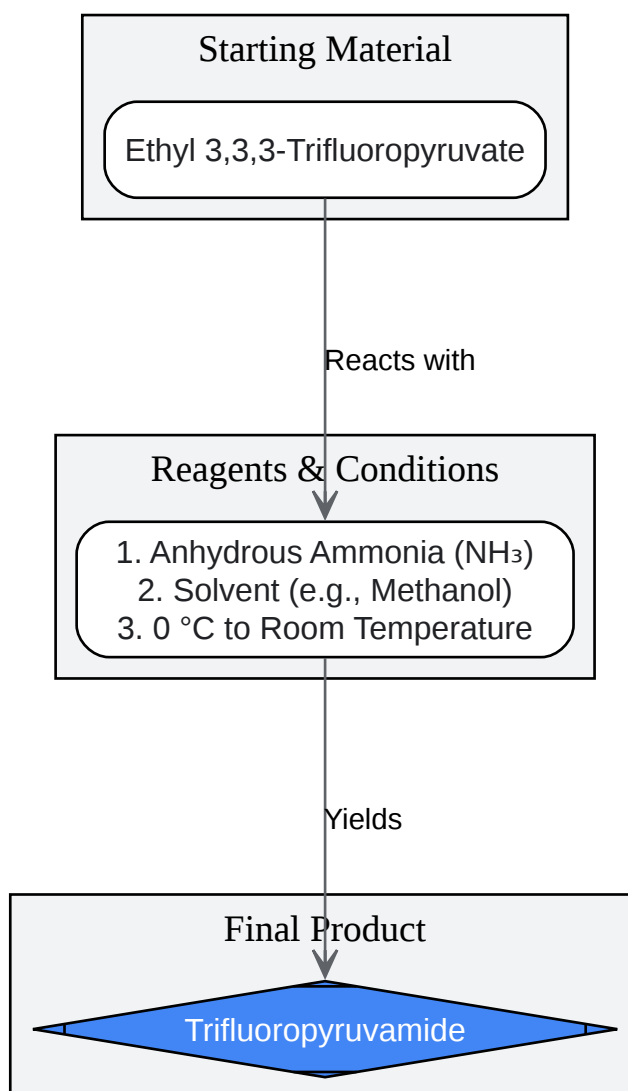 Starting Material
Ethyl 3,3,3-Trifluoropyruvate
Reacts with
Reagents & Conditions
1. Anhydrous Ammonia (NH₃)
2. Solvent (e.g., Methanol)
3. 0 °C to Room Temperature
Yields
Final Product
Trifluoropyruvamide